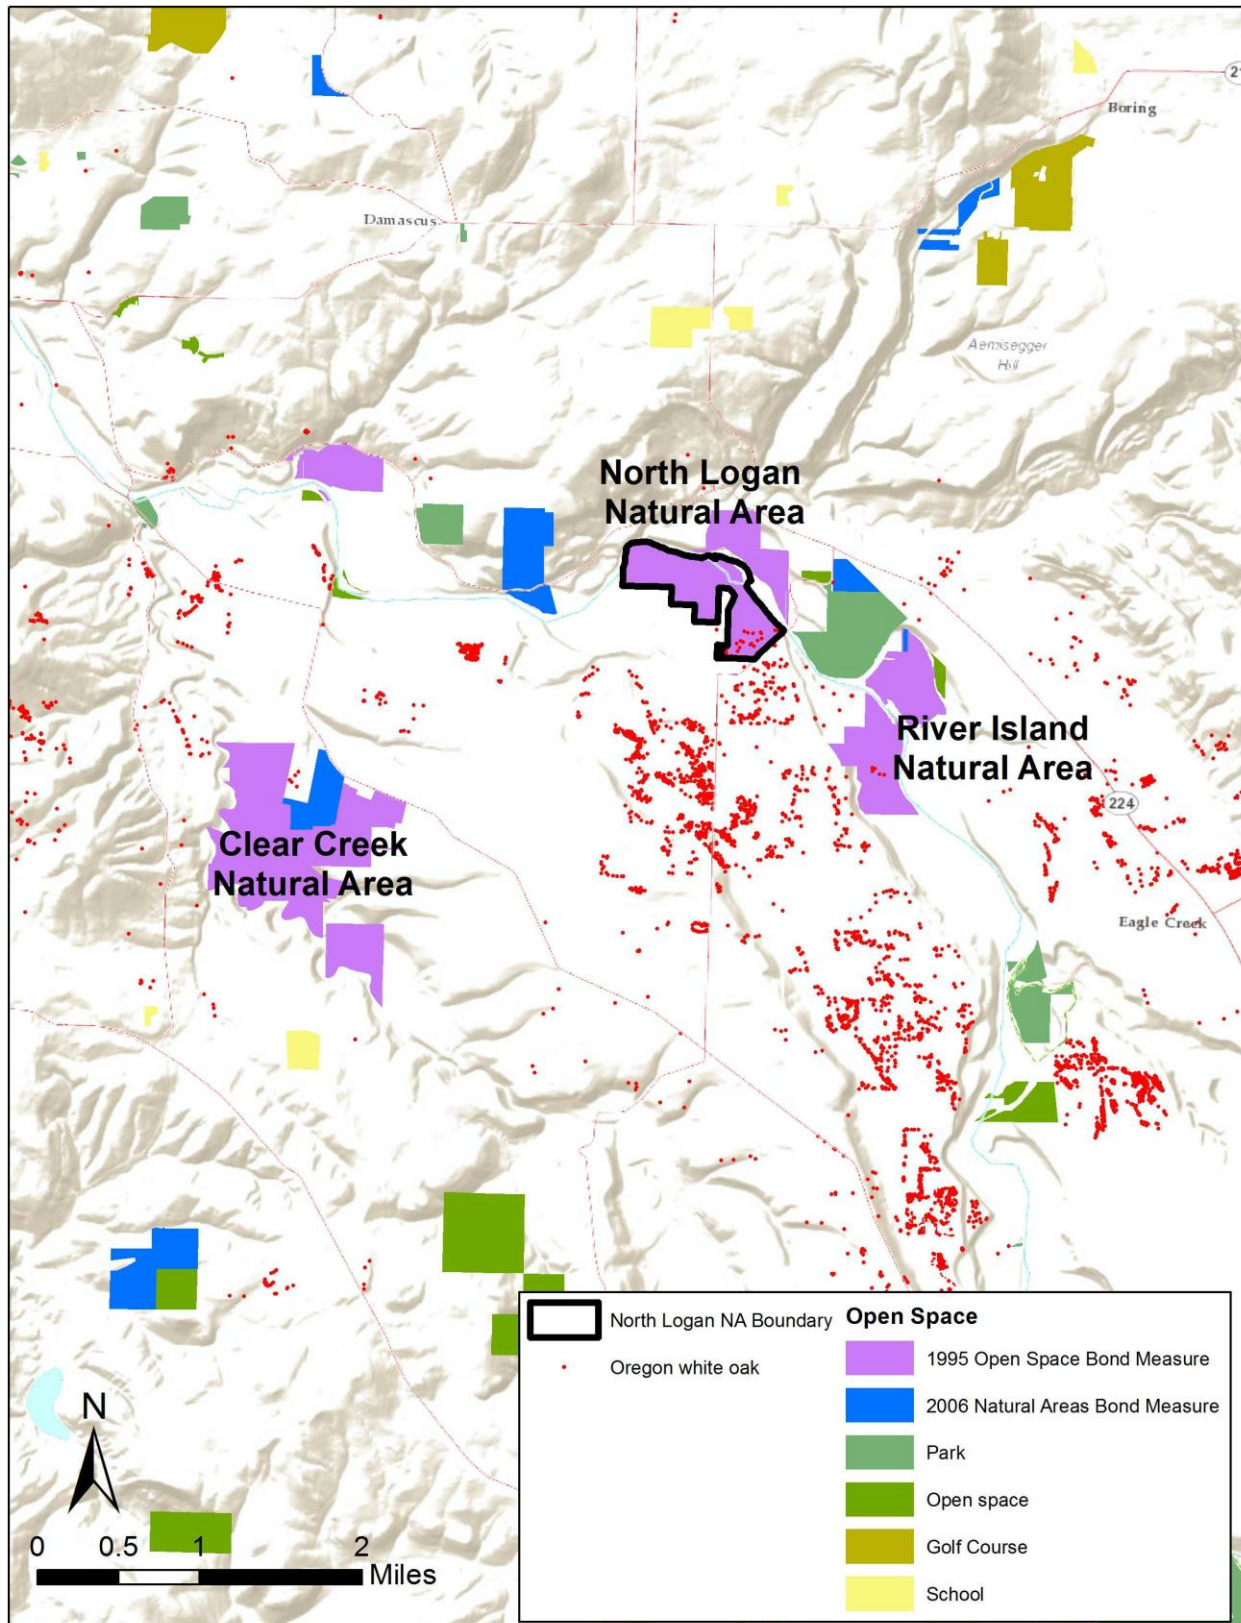 21
Boring
Damascus
Aemisegger
Hill
North Logan
Natural Area
River Island
Natural Area
224
Clear Creek
Natural Area
Eagle Creek
North Logan NA Boundary
Oregon white oak
Open Space
1995 Open Space Bond Measure
2006 Natural Areas Bond Measure
Park
Open space
Golf Course
School
N
0 0.5 1 2
Miles